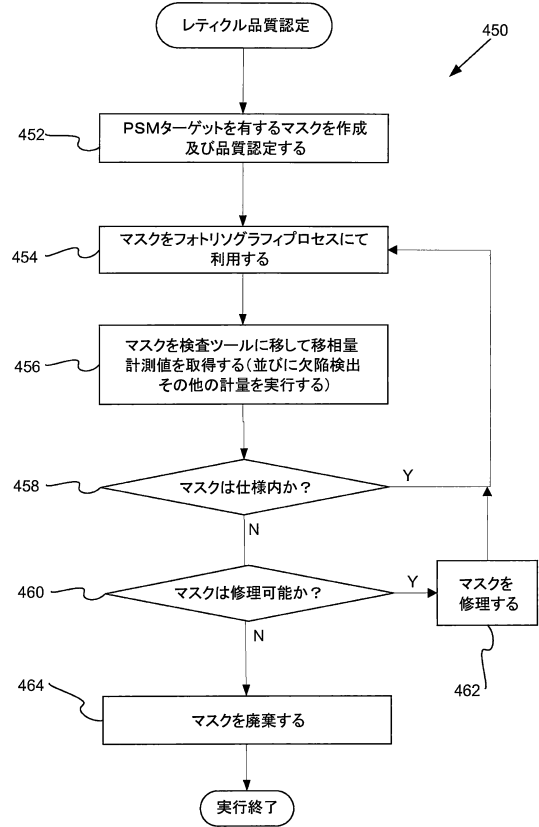 レティクル品質認定
450
452
PSMターゲットを有するマスクを作成
及び品質認定する
454
マスクをフォトリソグラフィプロセスにて
利用する
456
マスクを検査ツールに移して移相量
計測値を取得する(並びに欠陥検出
その他の計量を実行する)
458
マスクは仕様内か?
Y
N
460
マスクは修理可能か?
Y
マスクを
修理する
462
N
464
マスクを廃棄する
実行終了